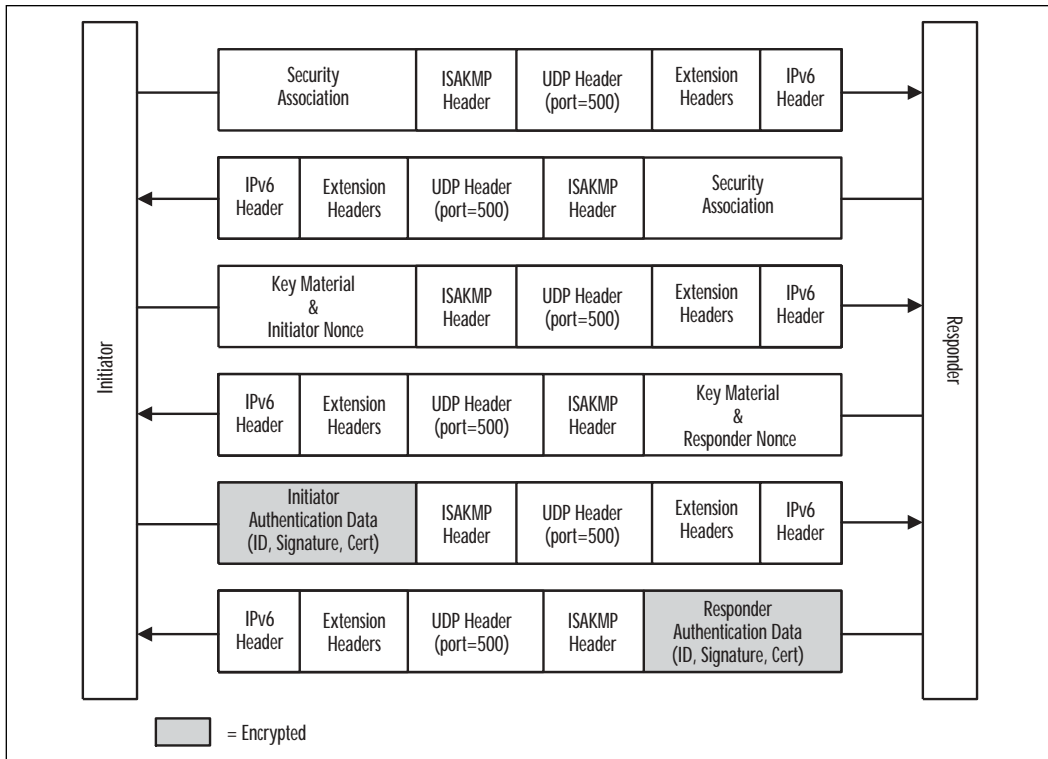 Initiator
Security
Association
ISAKMP
Header
UDP Header
(port=500)
Extension
Headers
IPv6
Header
IPv6
Header
Extension
Headers
UDP Header
(port=500)
ISAKMP
Header
Security
Association
Key Material
&
Initiator Nonce
ISAKMP
Header
UDP Header
(port=500)
Extension
Headers
IPv6
Header
IPv6
Header
Extension
Headers
UDP Header
(port=500)
ISAKMP
Header
Key Material
&
Responder Nonce
Initiator
Authentication Data
(ID, Signature, Cert)
ISAKMP
Header
UDP Header
(port=500)
Extension
Headers
IPv6
Header
IPv6
Header
Extension
Headers
UDP Header
(port=500)
ISAKMP
Header
Responder
Authentication Data
(ID, Signature, Cert)
Responder
= Encrypted